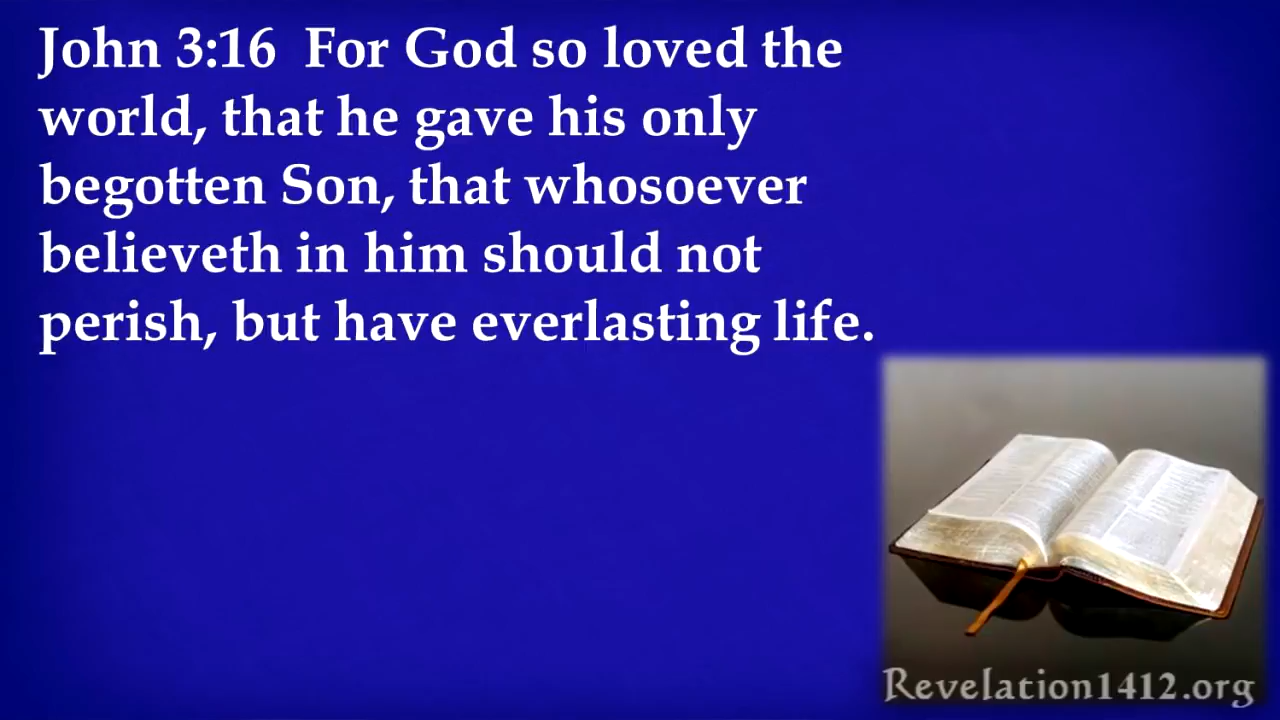 John 3:16  For God so loved the
world, that he gave his only
begotten Son, that whosoever
believeth in him should not
perish, but have everlasting life.
Revelation1412.org